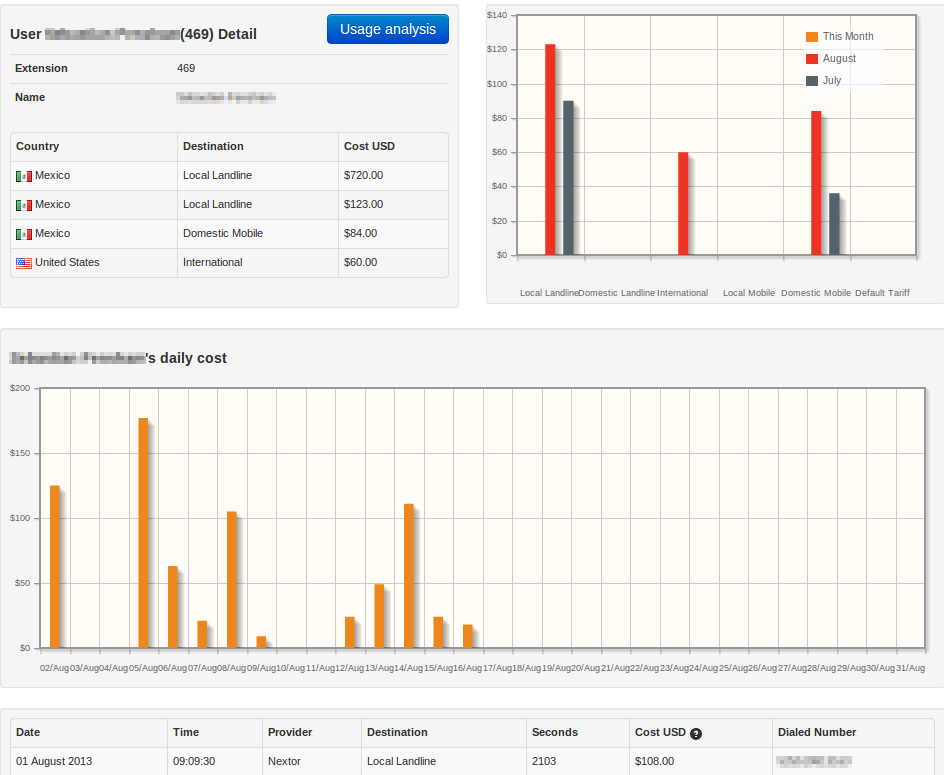 User (469) Detail
Usage analysis
Extension 469
Name
Country Destination Cost USD
Mexico Local Landline $720.00
Mexico Local Landline $123.00
Mexico Domestic Mobile $84.00
United States International $60.00
$140
$120
$100
$80
$60
$40
$20
$0
This Month
August
July
Local Landline Domestic Landline International Local Mobile Domestic Mobile Default Tariff
's daily cost
$200
$150
$100
$50
$0
02/Aug 03/Aug 04/Aug 05/Aug 06/Aug 07/Aug 08/Aug 09/Aug 10/Aug 11/Aug 12/Aug 13/Aug 14/Aug 15/Aug 16/Aug 17/Aug 18/Aug 19/Aug 20/Aug 21/Aug 22/Aug 23/Aug 24/Aug 25/Aug 26/Aug 27/Aug 28/Aug 29/Aug 30/Aug 31/Aug
Date Time Provider Destination Seconds Cost USD ? Dialed Number
01 August 2013 09:09:30 Nextor Local Landline 2103 $108.00